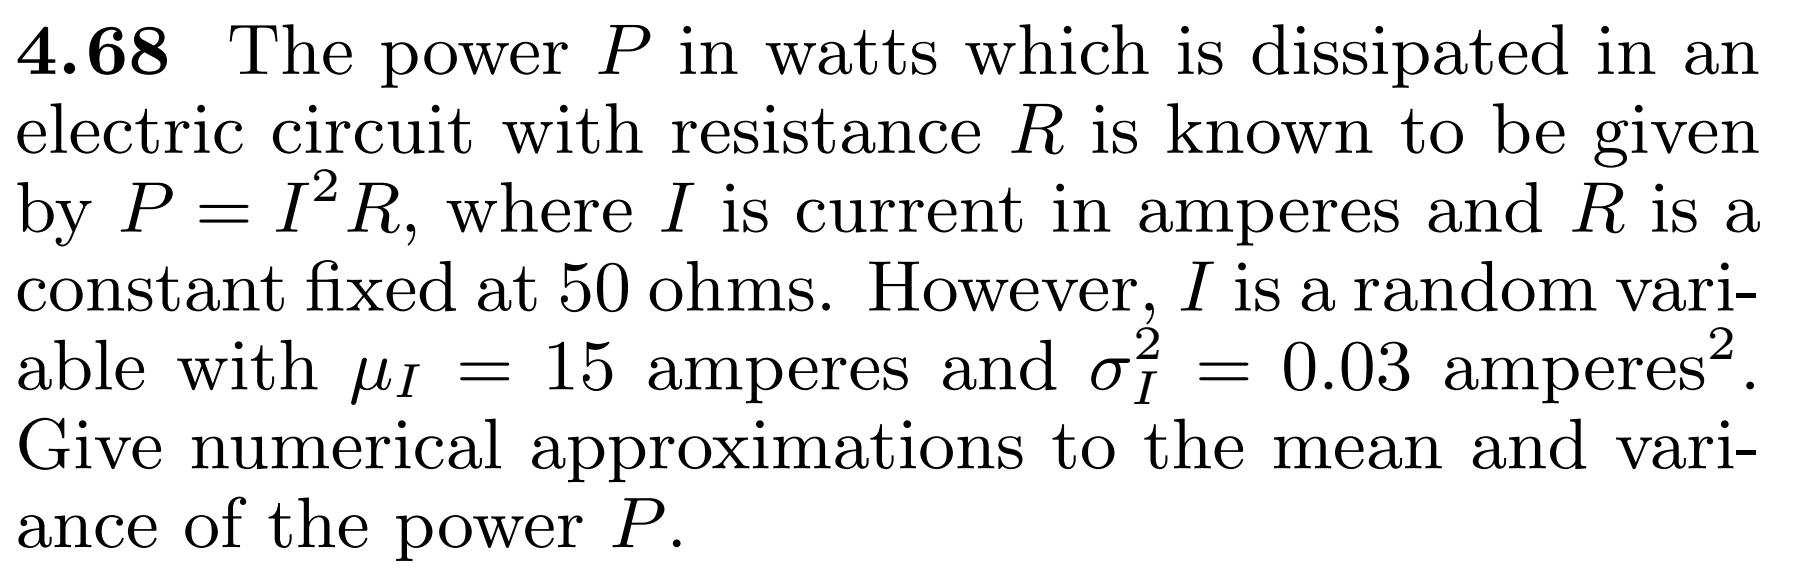 4.68 The power P in watts which is dissipated in an
electric circuit with resistance R is known to be given
by P = I²R, where I is current in amperes and R is a
constant fixed at 50 ohms. However, I is a random vari-
able with μ_I = 15 amperes and σ²_I = 0.03 amperes².
Give numerical approximations to the mean and vari-
ance of the power P.